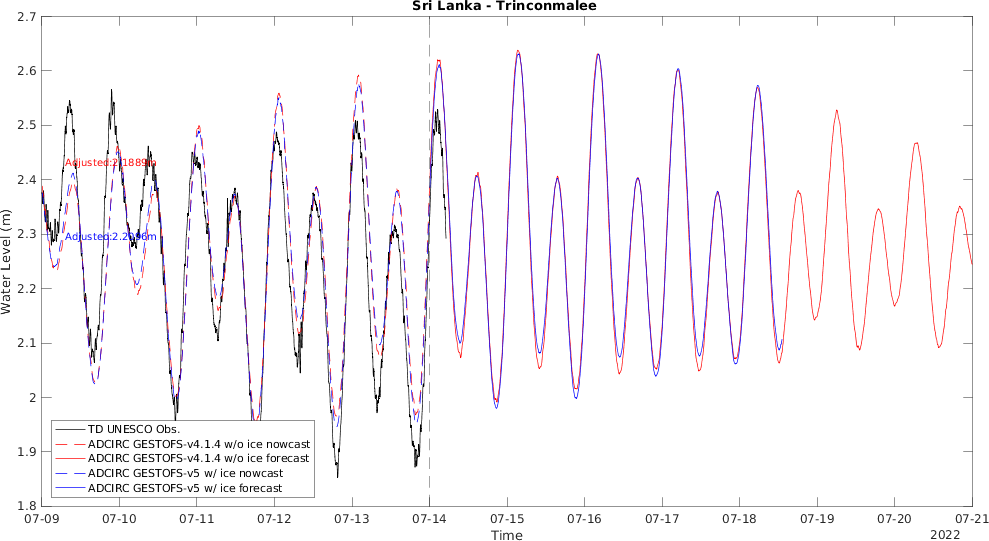 Sri Lanka - Trinconmalee
2.7
2.6
2.5
2.4
2.3
2.2
2.1
2
1.9
1.8
Water Level (m)
Adjusted:2.1889m
TD UNESCO Obs.
ADCIRC GESTOFS-v4.1.4 w/o ice nowcast
ADCIRC GESTOFS-v4.1.4 w/o ice forecast
ADCIRC GESTOFS-v5 w/ ice nowcast
ADCIRC GESTOFS-v5 w/ ice forecast
07-09 07-10 07-11 07-12 07-13 07-14 07-15 07-16 07-17 07-18 07-19 07-20 07-21
Time
2022